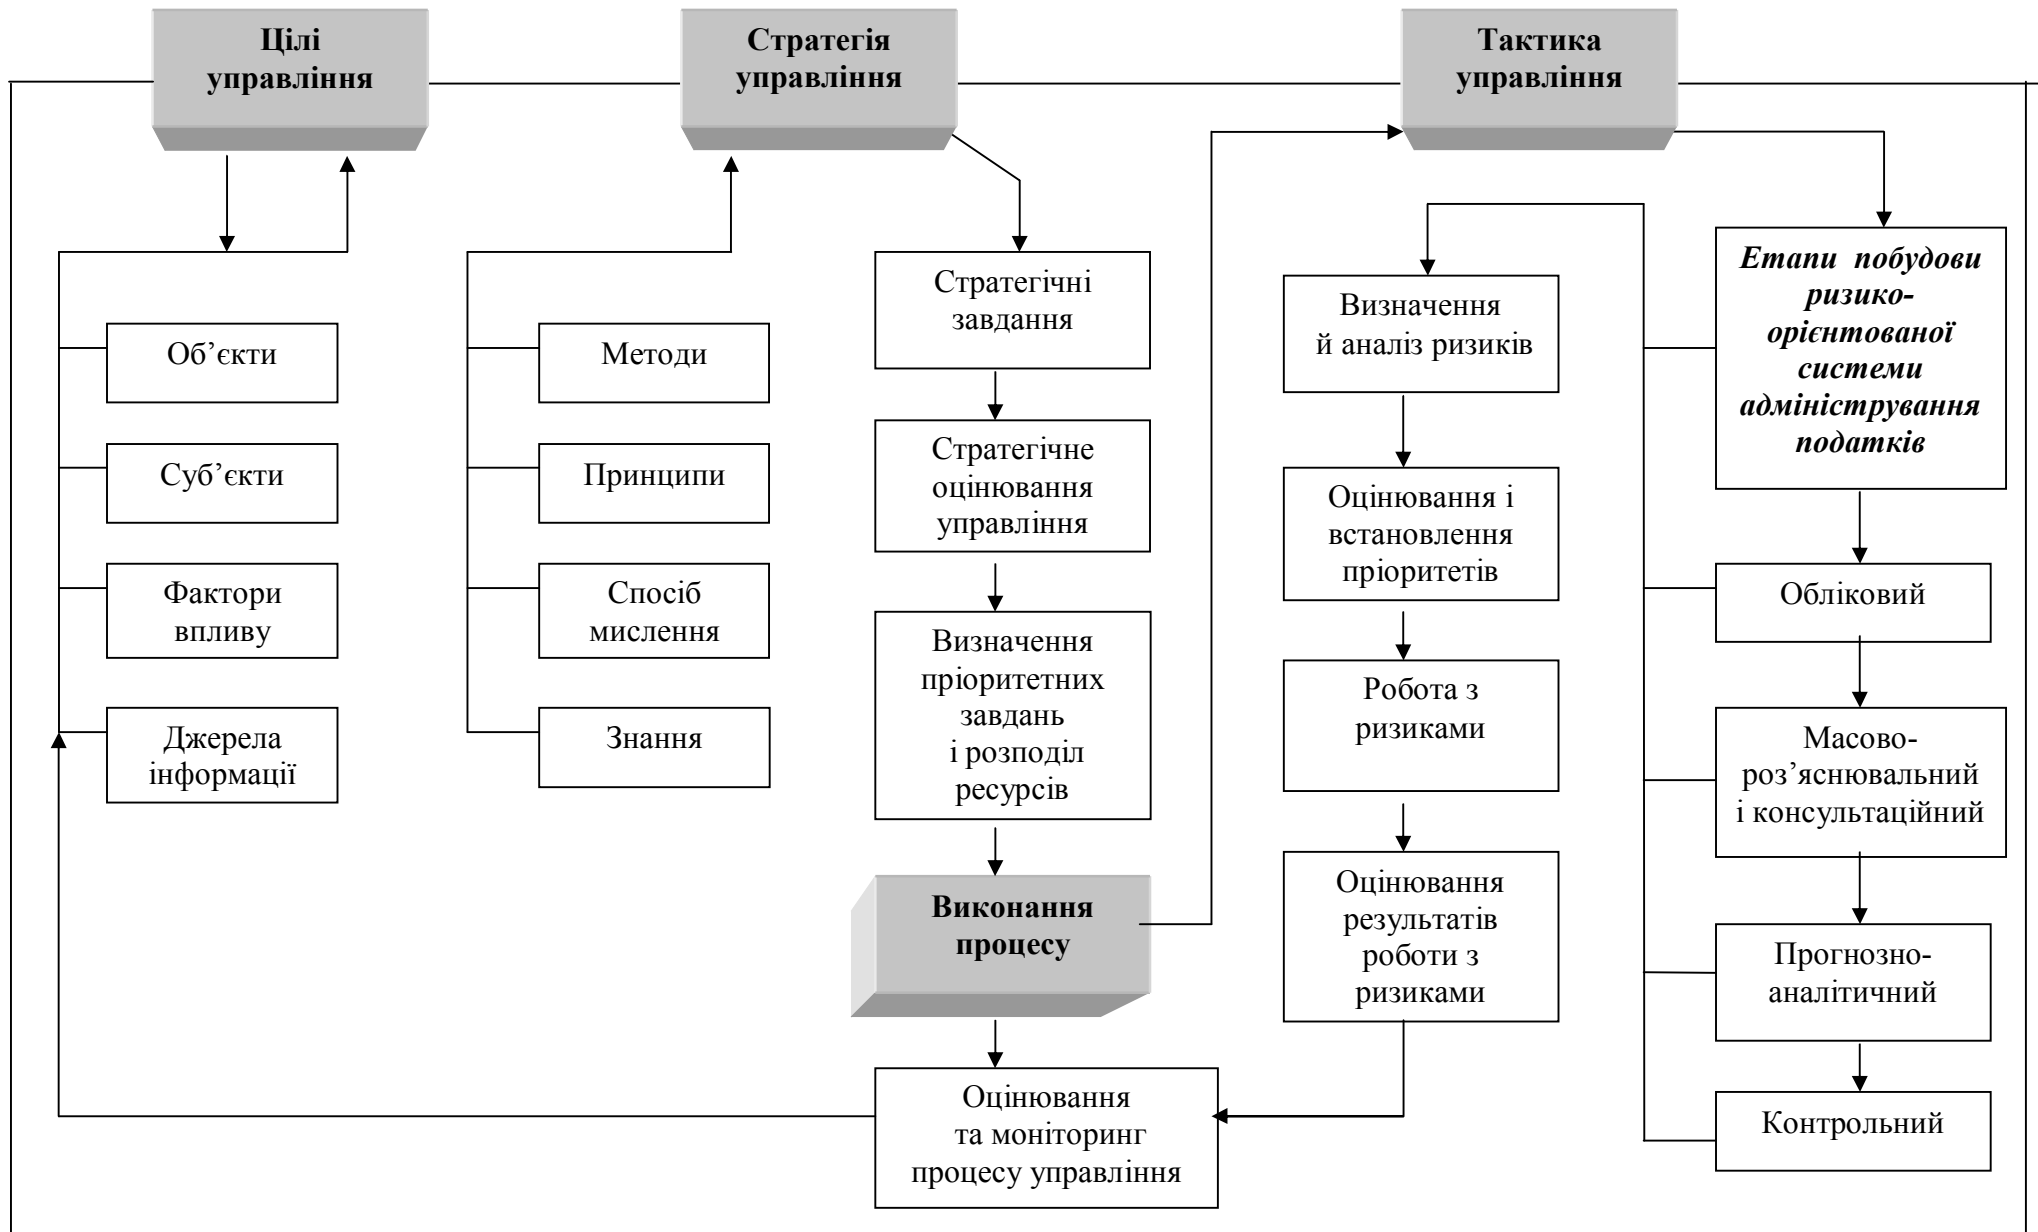 Цілі
управління
Стратегія
управління
Тактика
управління
Об’єкти
Суб’єкти
Фактори
впливу
Джерела
інформації
Методи
Принципи
Спосіб
мислення
Знання
Стратегічні
завдання
Стратегічне
оцінювання
управління
Визначення
пріоритетних
завдань
і розподіл
ресурсів
Виконання
процесу
Оцінювання
та моніторинг
процесу управління
Визначення
й аналіз ризиків
Оцінювання і
встановлення
пріоритетів
Робота з
ризиками
Оцінювання
результатів
роботи з
ризиками
Етапи побудови
ризико-
орієнтованої
системи
адміністрування
податків
Обліковий
Масово-
роз’яснювальний
і консультаційний
Прогнозно-
аналітичний
Контрольний